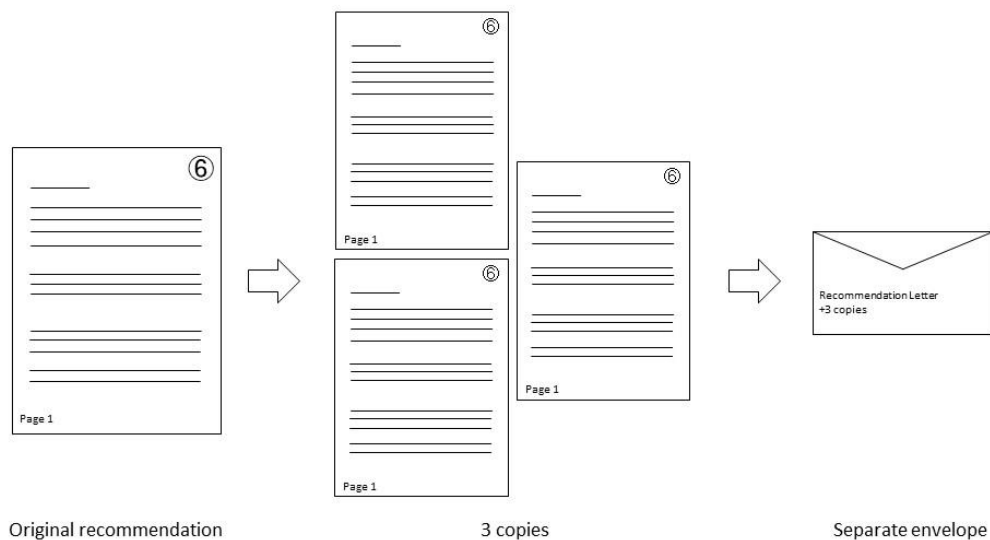 ⑥
Page 1
⑥
Page 1
⑥
Page 1
⑥
Page 1
Recommendation Letter
+3 copies
Original recommendation
3 copies
Separate envelope